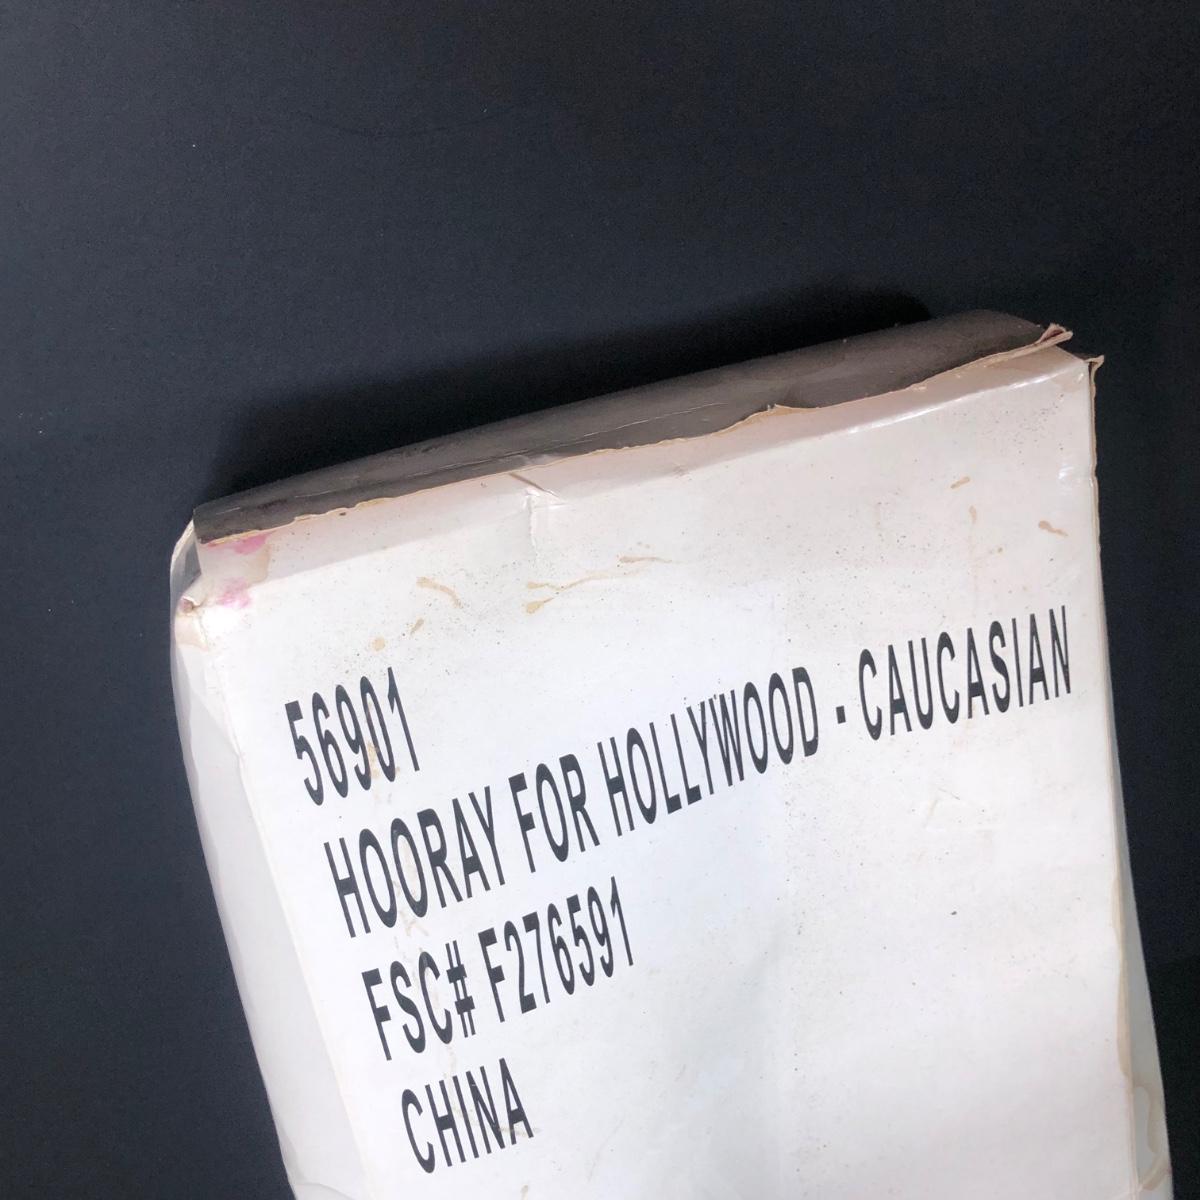 56901
HOORAY FOR HOLLYWOOD - CAUCASIAN
FSC# F276591
CHINA